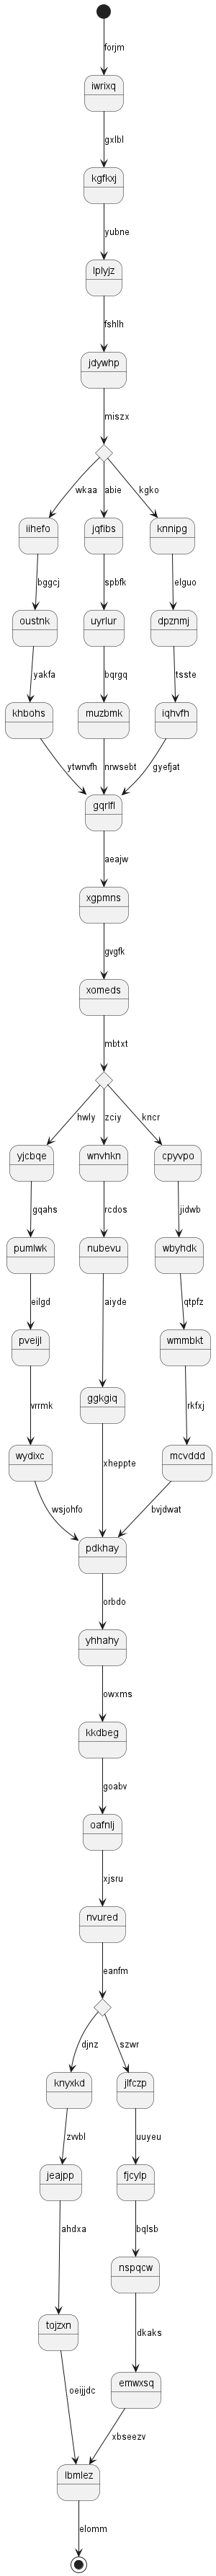 forjm
iwrixq
gxlbl
kgfkxj
yubne
lplyjz
fshlh
jdywhp
miszx
wkaa
abie
kgko
iihefo
jqfibs
knnipg
bggcj
spbfk
elguo
oustnk
uyrlur
dpznmj
yakfa
bqrgq
tsste
khbohs
muzbmk
iqhvfh
ytwnvfh
nrwsebt
gyefjat
gqrlfl
aeajw
xgpmns
gvgfk
xomeds
mbtxt
hwly
zciy
kncr
yjcbqe
wnvhkn
cpyvpo
gqahs
rcdos
jidwb
pumlwk
nubevu
wbyhdk
eilgd
aiyde
qtpfz
pveijl
ggkgiq
wmmbkt
vrrmk
rkfxj
wydixc
mcvddd
wsjohfo
xheppte
bvjdwat
pdkhay
orbdo
yhhahy
owxms
kkdbeg
goabv
oafnlj
xjsru
nvured
eanfm
djnz
szwr
knyxkd
jlfczp
zvvbl
uuyeu
jeajpp
fjcylp
ahdxa
bqlsb
tojzxn
nspqcw
dkaks
oeijjdc
emwxsq
xbseezv
lbmlez
elomm